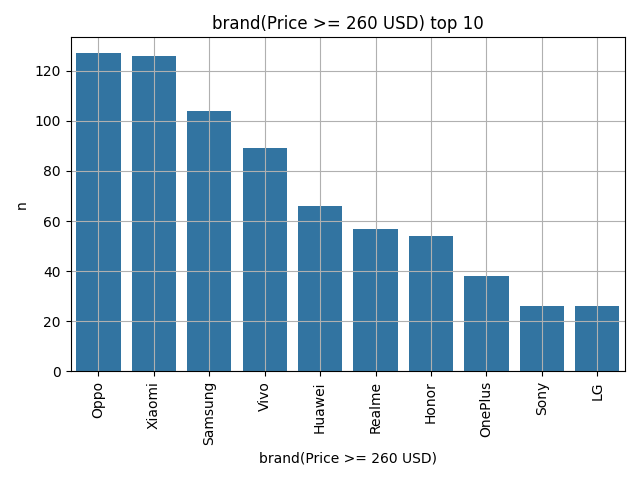 brand(Price >= 260 USD) top 10
n
120
100
80
60
40
20
0
Oppo
Xiaomi
Samsung
Vivo
Huawei
Realme
Honor
OnePlus
Sony
LG
brand(Price >= 260 USD)